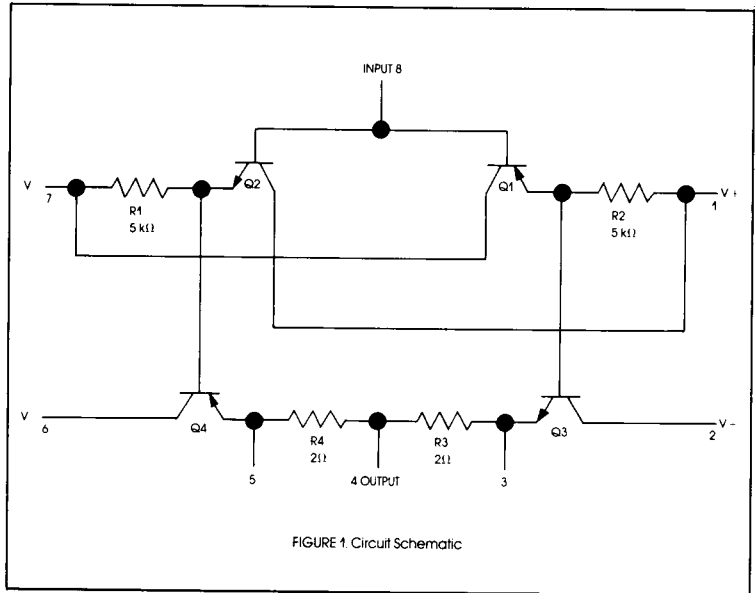 INPUT 8
V
7
R1
5 kΩ
Q2
Q1
R2
5 kΩ
V+
1
V
6
Q4
5
R4
2Ω
4 OUTPUT
R3
2Ω
3
Q3
V-
2
FIGURE 1. Circuit Schematic